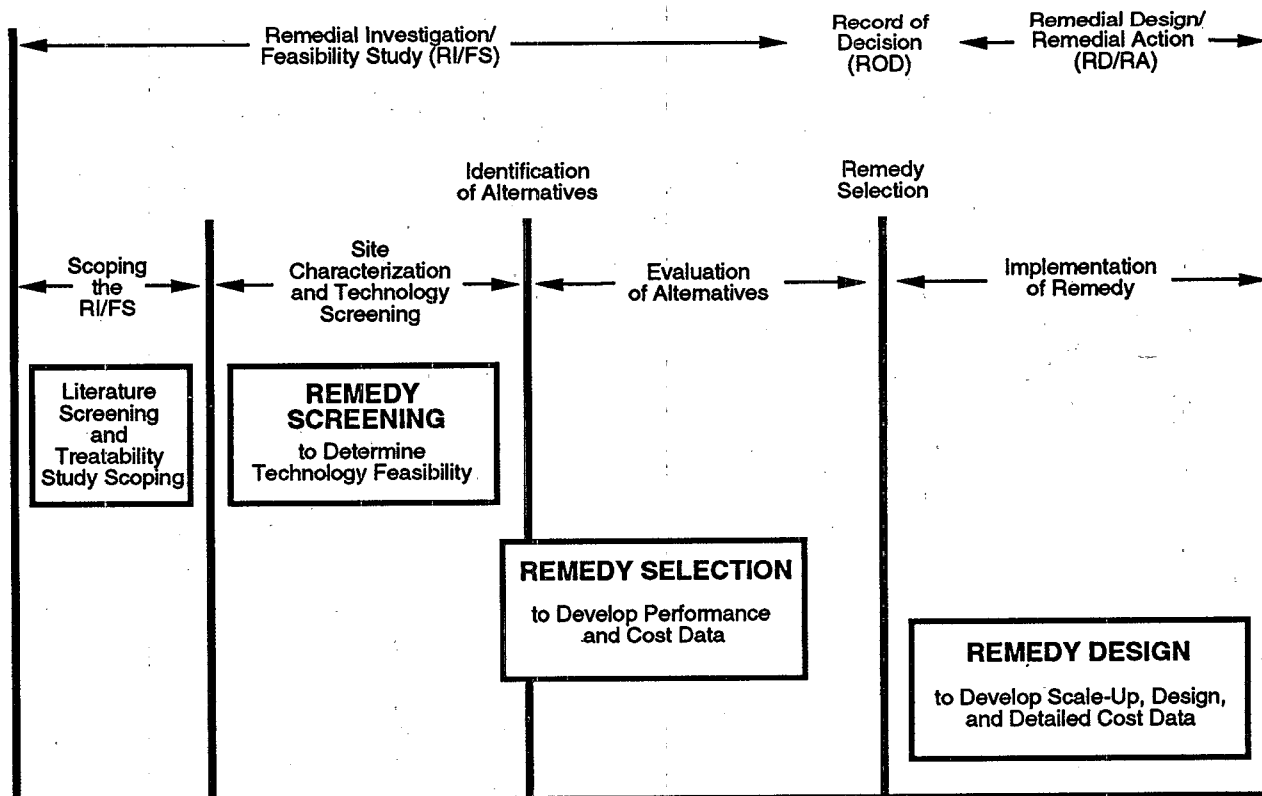 Remedial Investigation/
Feasibility Study (RI/FS)
Record of
Decision
(ROD)
Remedial Design/
Remedial Action
(RD/RA)
Identification
of Alternatives
Remedy
Selection
Scoping
the
RI/FS
Site
Characterization
and Technology
Screening
Evaluation
of Alternatives
Implementation
of Remedy
Literature
Screening
and
Treatability
Study Scoping
REMEDY
SCREENING
to Determine
Technology Feasibility
REMEDY SELECTION
to Develop Performance
and Cost Data
REMEDY DESIGN
to Develop Scale-Up, Design,
and Detailed Cost Data